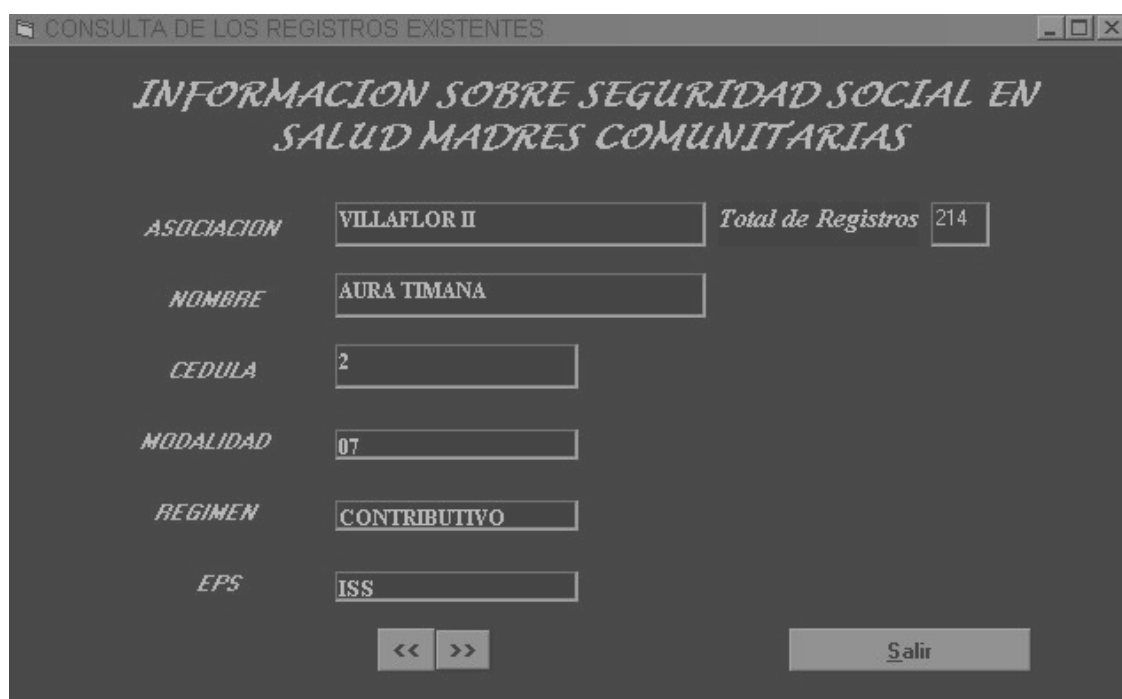 CONSULTA DE LOS REGISTROS EXISTENTES
INFORMACION SOBRE SEGURIDAD SOCIAL EN
SALUD MADRES COMUNITARIAS
ASOCIACION VILLAFLOR II Total de Registros 214
NOMBRE AURA TIMANA
CEDULA 2
MODALIDAD 07
REGIMEN CONTRIBUTIVO
EPS ISS
<< >> Salir